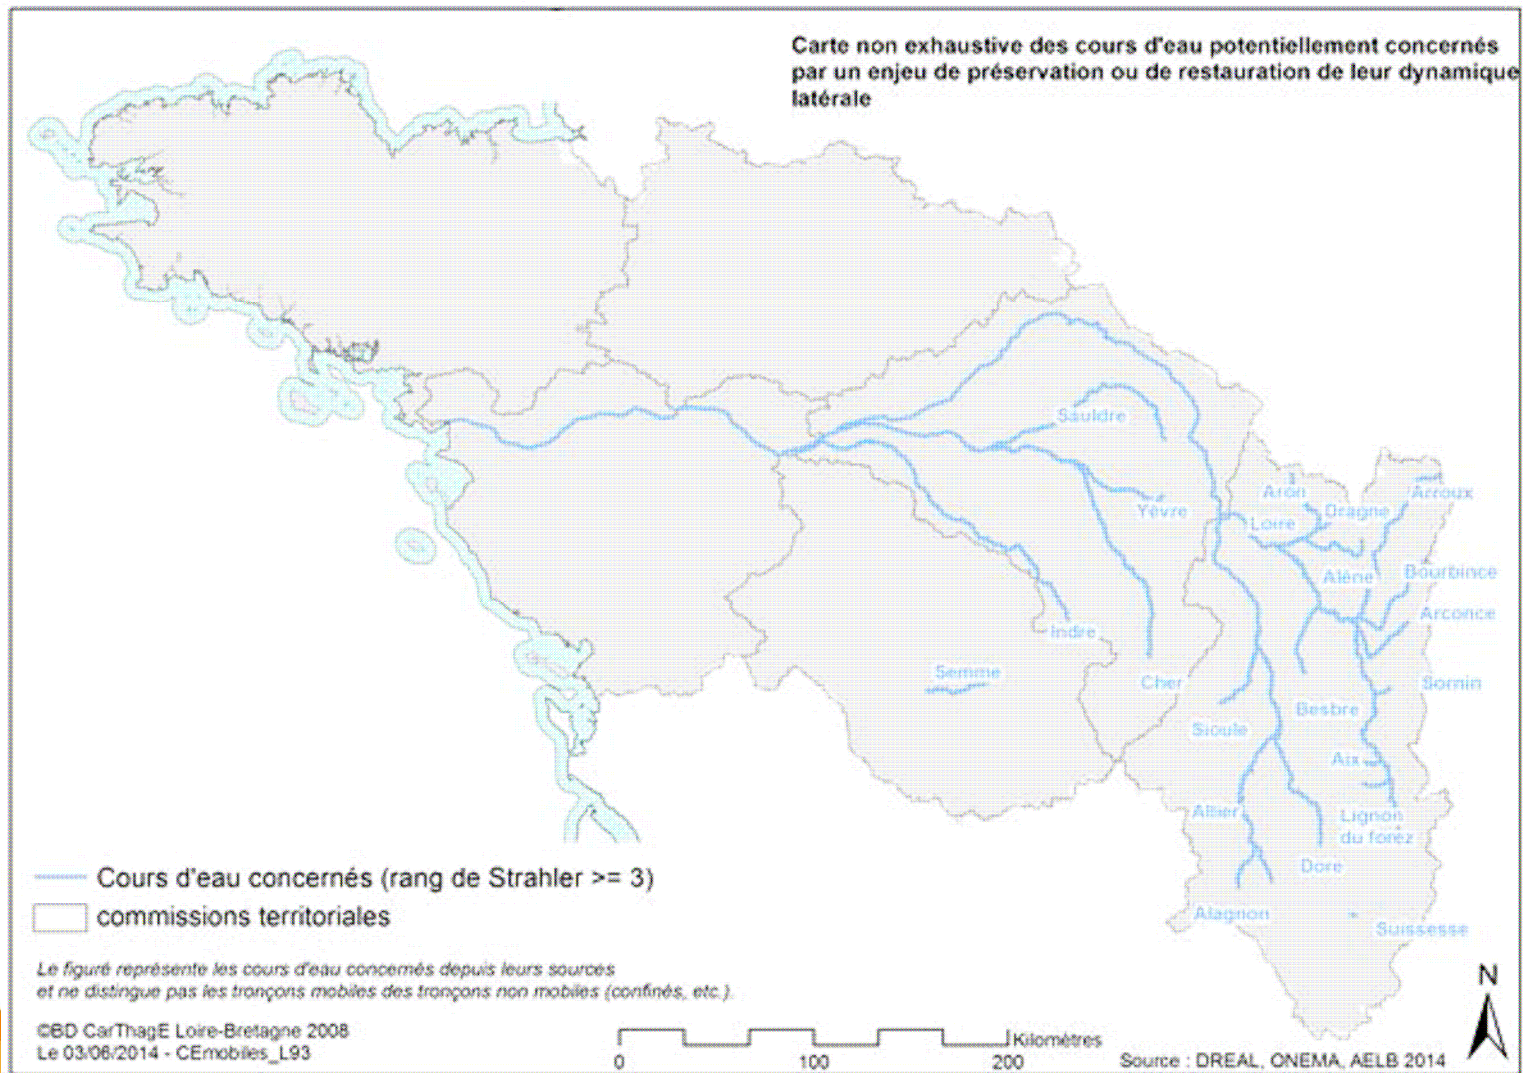 Carte non exhaustive des cours d'eau potentiellement concernés
par un enjeu de préservation ou de restauration de leur dynamique
latérale
Sauldre
Yèvre
Aron
Loire
Dragne
Arroux
Alène
Bourbince
Arconce
Indre
Semme
Cher
Sornin
Besbre
Sioule
Aix
Allier
Lignon
du forez
Dore
Alagnon
Suissesse
Cours d'eau concernés (rang de Strahler >= 3)
commissions territoriales
Le figuré représente les cours d'eau concernés depuis leurs sources
et ne distingue pas les tronçons mobiles des tronçons non mobiles (confinés, etc.).
©BD CarThagE Loire-Bretagne 2008
Le 03/06/2014 - CEmobiles_L93
Kilomètres
0 100 200
N
Source : DREAL, ONEMA, AELB 2014